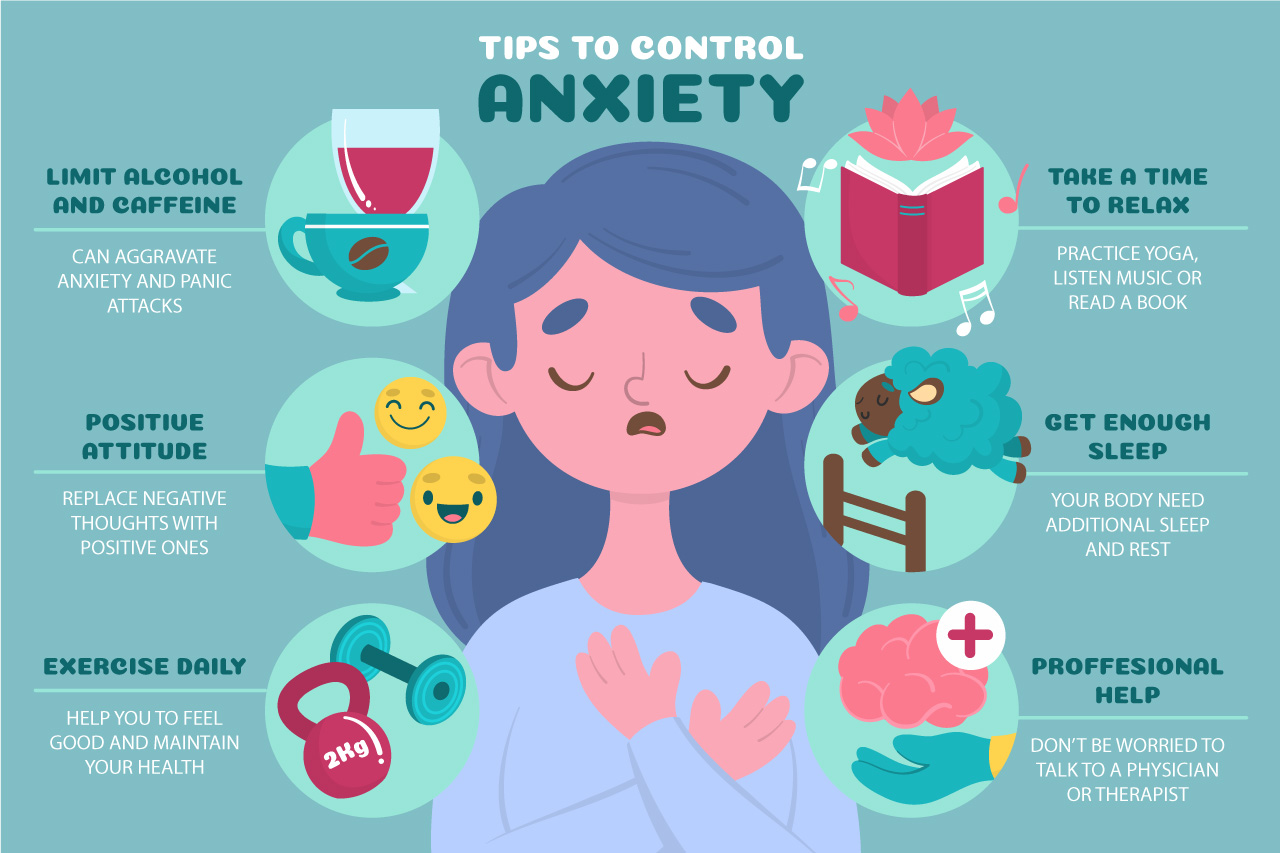 TIPS TO CONTROL
ANXIETY
LIMIT ALCOHOL
AND CAFFEINE
CAN AGGRAVATE
ANXIETY AND PANIC
ATTACKS
POSITIVE
ATTITUDE
REPLACE NEGATIVE
THOUGHTS WITH
POSITIVE ONES
EXERCISE DAILY
HELP YOU TO FEEL
GOOD AND MAINTAIN
YOUR HEALTH
2Kg
TAKE A TIME
TO RELAX
PRACTICE YOGA,
LISTEN MUSIC OR
READ A BOOK
GET ENOUGH
SLEEP
YOUR BODY NEED
ADDITIONAL SLEEP
AND REST
PROFFESIONAL
HELP
DON'T BE WORRIED TO
TALK TO A PHYSICIAN
OR THERAPIST